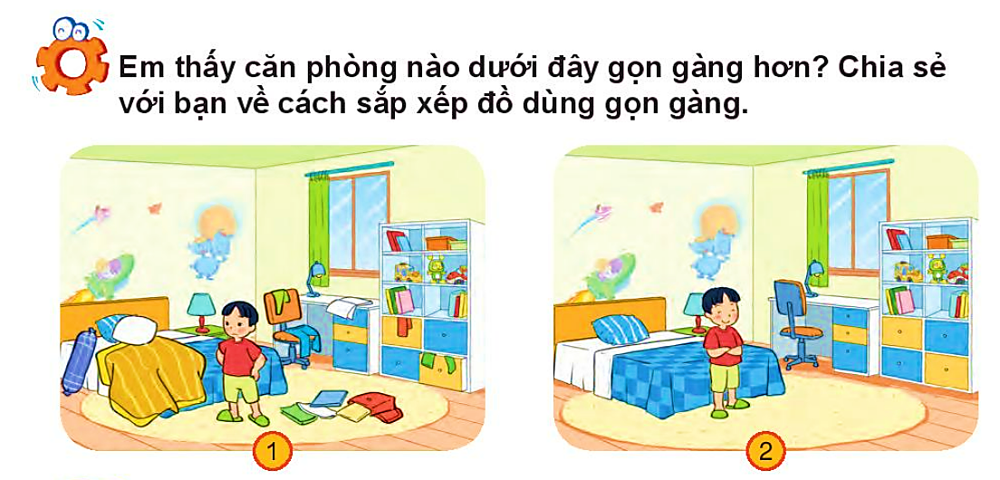 Em thấy căn phòng nào dưới đây gọn gàng hơn? Chia sẻ
với bạn về cách sắp xếp đồ dùng gọn gàng.
1
2